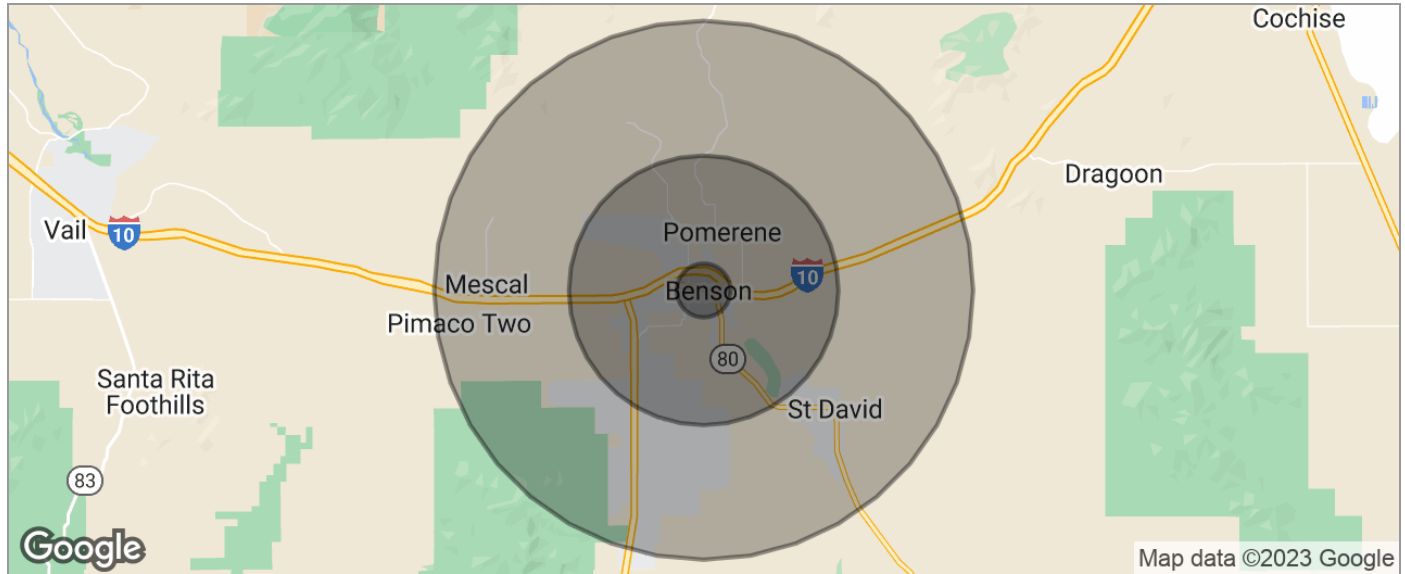 Cochise
Dragoon
Vail
10
Pomerene
10
Mescal
Benson
Pimaco Two
80
Santa Rita
Foothills
St David
83
Google
Map data ©2023 Google